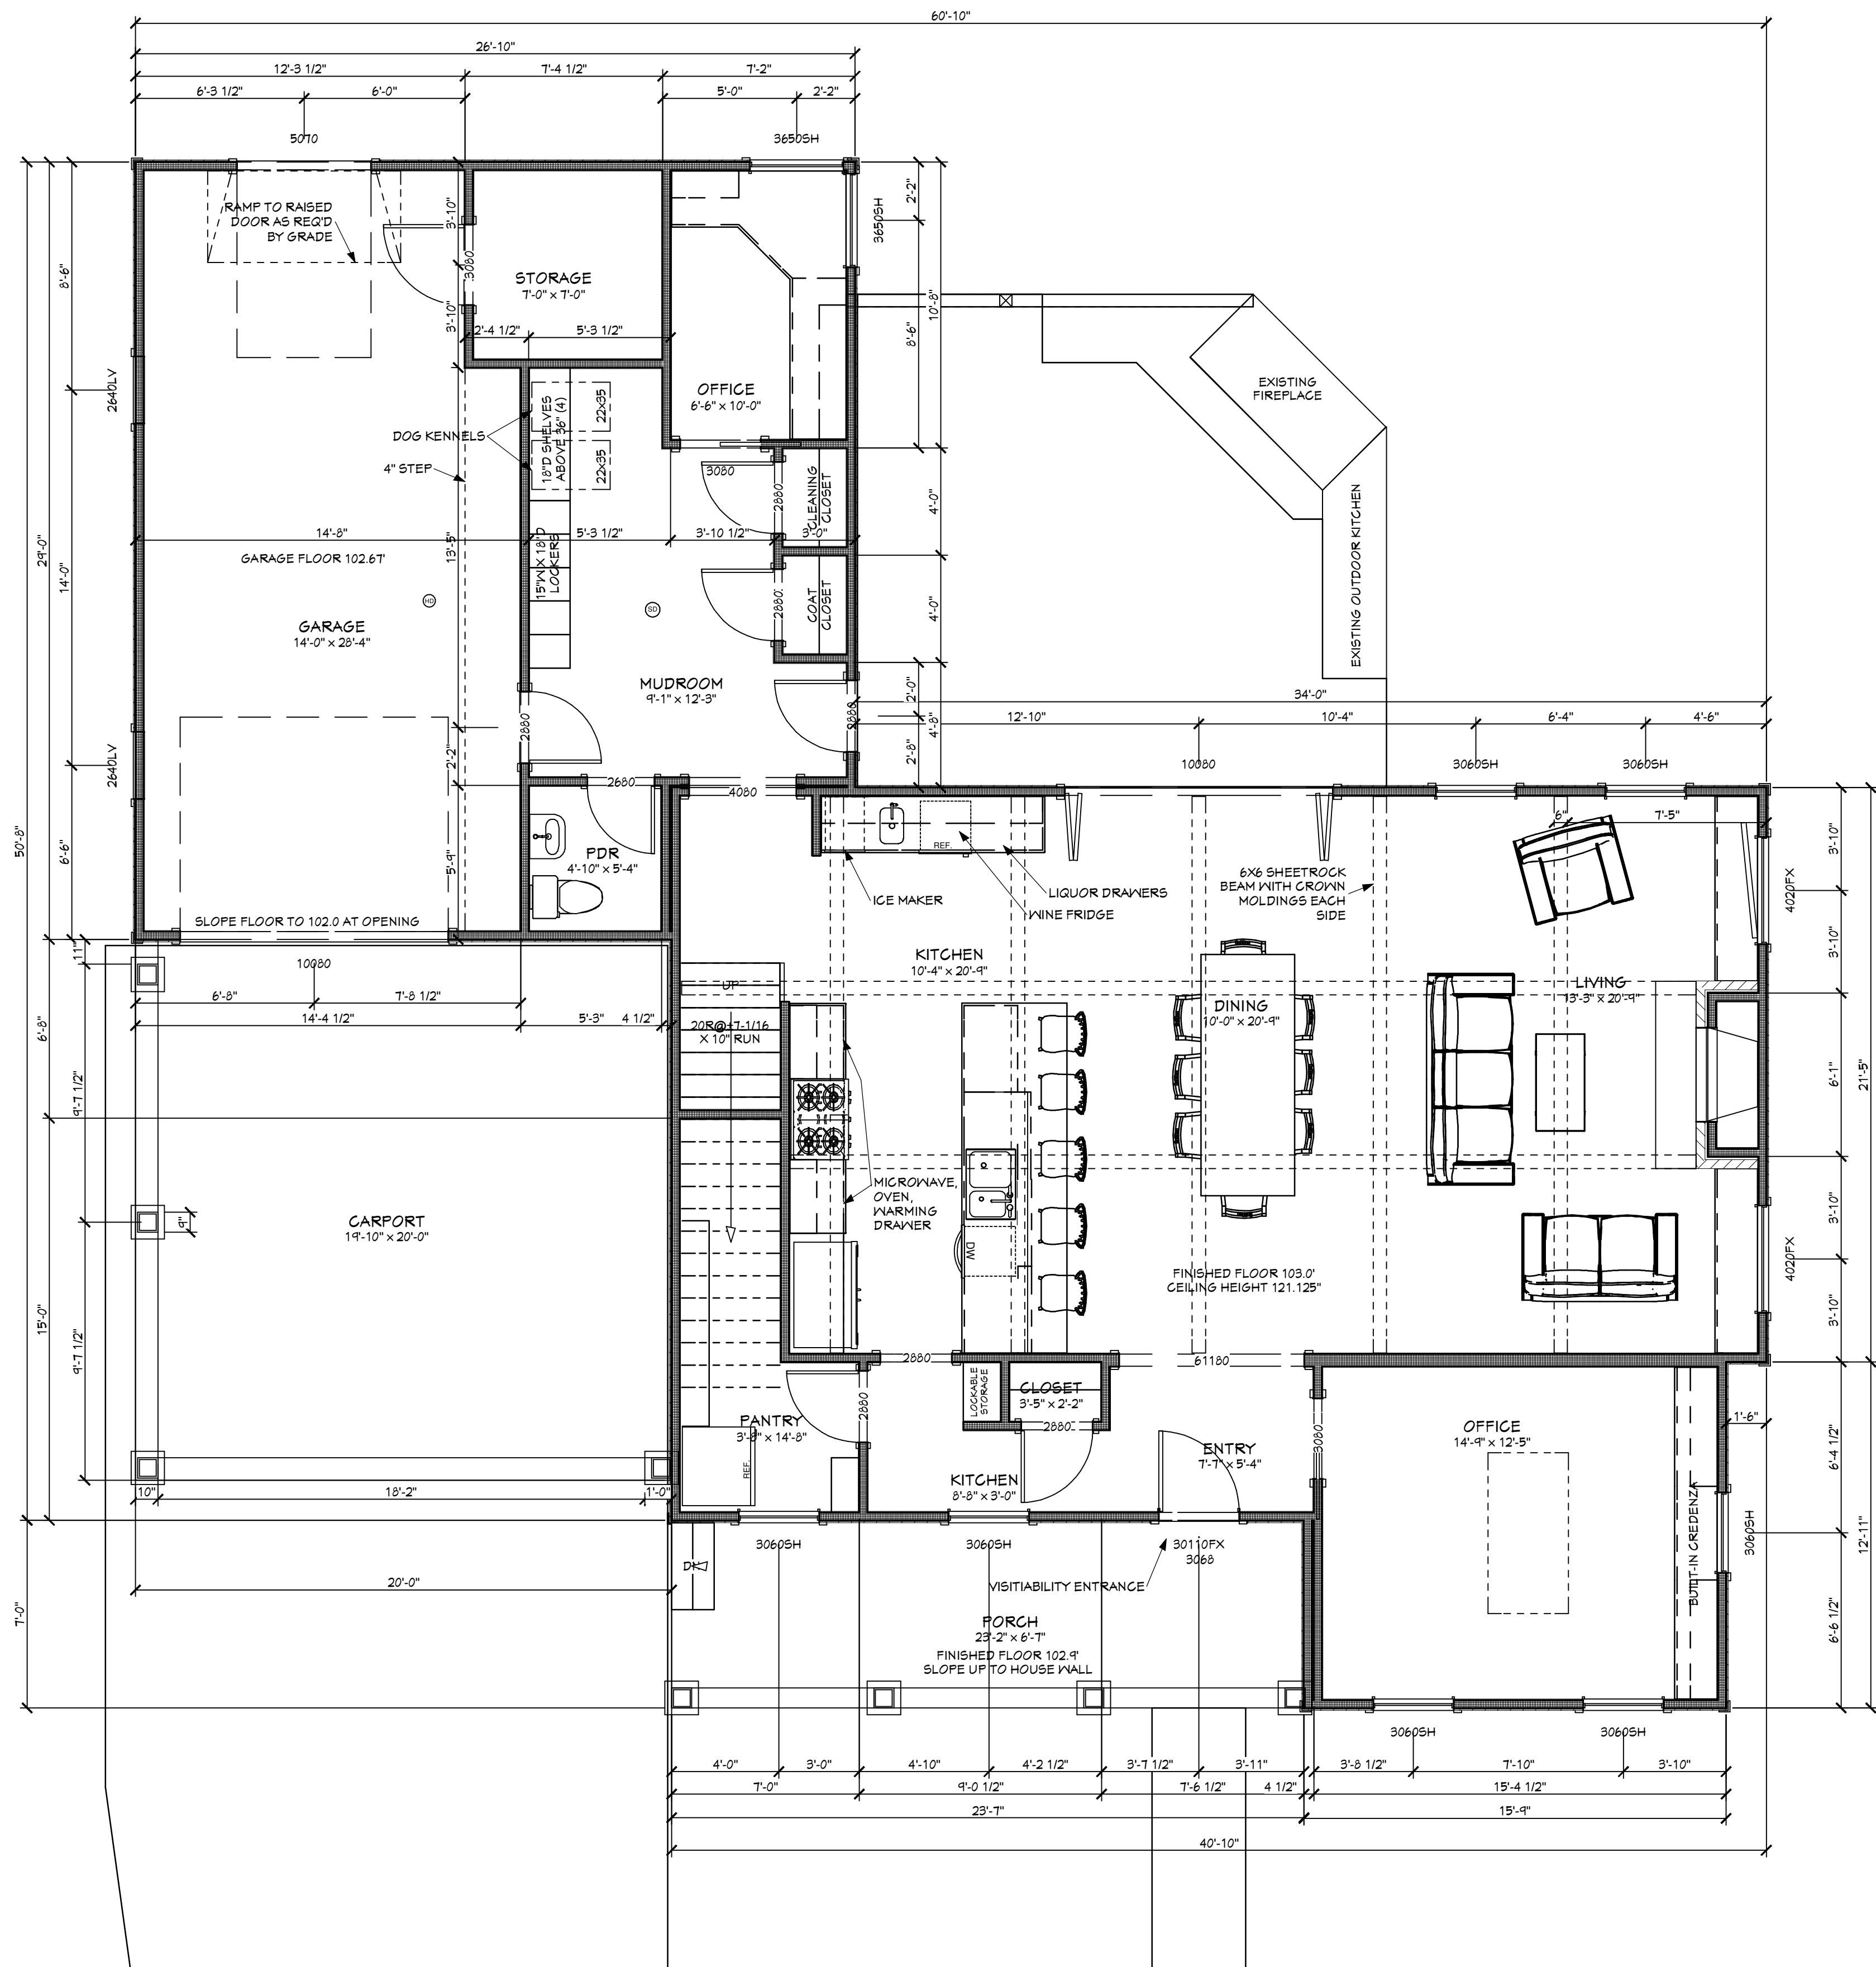 60'-10"
26'-10"
12'-3 1/2"
7'-4 1/2"
7'-2"
6'-3 1/2"
6'-0"
5'-0"
2'-2"
5070
3650SH
RAMP TO RAISED
DOOR AS REQ'D
BY GRADE
3'-10"
3080
3'-10"
STORAGE
7'-0" x 7'-0"
2'-4 1/2"
5'-3 1/2"
2'-2"
3650SH
10'-8"
8'-6"
8'-6"
2640LV
OFFICE
6'-6" x 10'-0"
EXISTING
FIREPLACE
DOG KENNELS
18"D SHELVES
ABOVE 36" (4)
22x35
22x35
4" STEP
3080
2880
CLEANING
CLOSET
4'-0"
EXISTING OUTDOOR KITCHEN
29'-0"
14'-0"
14'-8"
13'-5"
5'-3 1/2"
3'-10 1/2"
3'-0"
GARAGE FLOOR 102.67'
15"W X 18"D
LOCKERS
HD
SD
2880
COAT
CLOSET
4'-0"
GARAGE
14'-0" x 28'-4"
MUDROOM
9'-1" x 12'-3"
2'-0"
4'-8"
2'-8"
2880
34'-0"
12'-10"
10'-4"
6'-4"
4'-6"
2640LV
2'-2"
2880
10080
3060SH
3060SH
2680
4080
6"
7'-5"
50'-8"
6'-6"
5'-9"
PDR
4'-10" x 5'-4"
REF.
ICE MAKER
LIQUOR DRAWERS
WINE FRIDGE
6X6 SHEETROCK
BEAM WITH CROWN
MOLDINGS EACH
SIDE
3'-10"
4020FX
3'-10"
SLOPE FLOOR TO 102.0 AT OPENING
11"
10080
6'-8"
7'-8 1/2"
14'-4 1/2"
5'-3"
4 1/2"
6'-8"
9'-7 1/2"
KITCHEN
10'-4" x 20'-9"
UP
20R@±7-1/16
X 10" RUN
DINING
10'-0" x 20'-9"
LIVING
13'-3" x 20'-9"
6'-1"
21'-5"
MICROWAVE,
OVEN,
WARMING
DRAWER
DW
9"
CARPORT
19'-10" x 20'-0"
FINISHED FLOOR 103.0'
CEILING HEIGHT 121.125"
3'-10"
4020FX
3'-10"
15'-0"
9'-7 1/2"
2880
61180
LOCKABLE
STORAGE
CLOSET
3'-5" x 2'-2"
2880
PANTRY
3'-8" x 14'-8"
2880
REF.
KITCHEN
8'-8" x 3'-0"
ENTRY
7'-7" x 5'-4"
3080
OFFICE
14'-9" x 12'-5"
1'-6"
6'-4 1/2"
BUILT-IN CREDENZA
3060SH
12'-11"
6'-6 1/2"
10"
18'-2"
1'-0"
3060SH
3060SH
30110FX
3068
VISITIABILITY ENTRANCE
20'-0"
7'-0"
PORCH
23'-2" x 6'-7"
FINISHED FLOOR 102.9'
SLOPE UP TO HOUSE WALL
3060SH
3060SH
4'-0"
3'-0"
4'-10"
4'-2 1/2"
3'-7 1/2"
3'-11"
3'-8 1/2"
7'-10"
3'-10"
7'-0"
9'-0 1/2"
7'-6 1/2"
4 1/2"
15'-4 1/2"
23'-7"
15'-9"
40'-10"